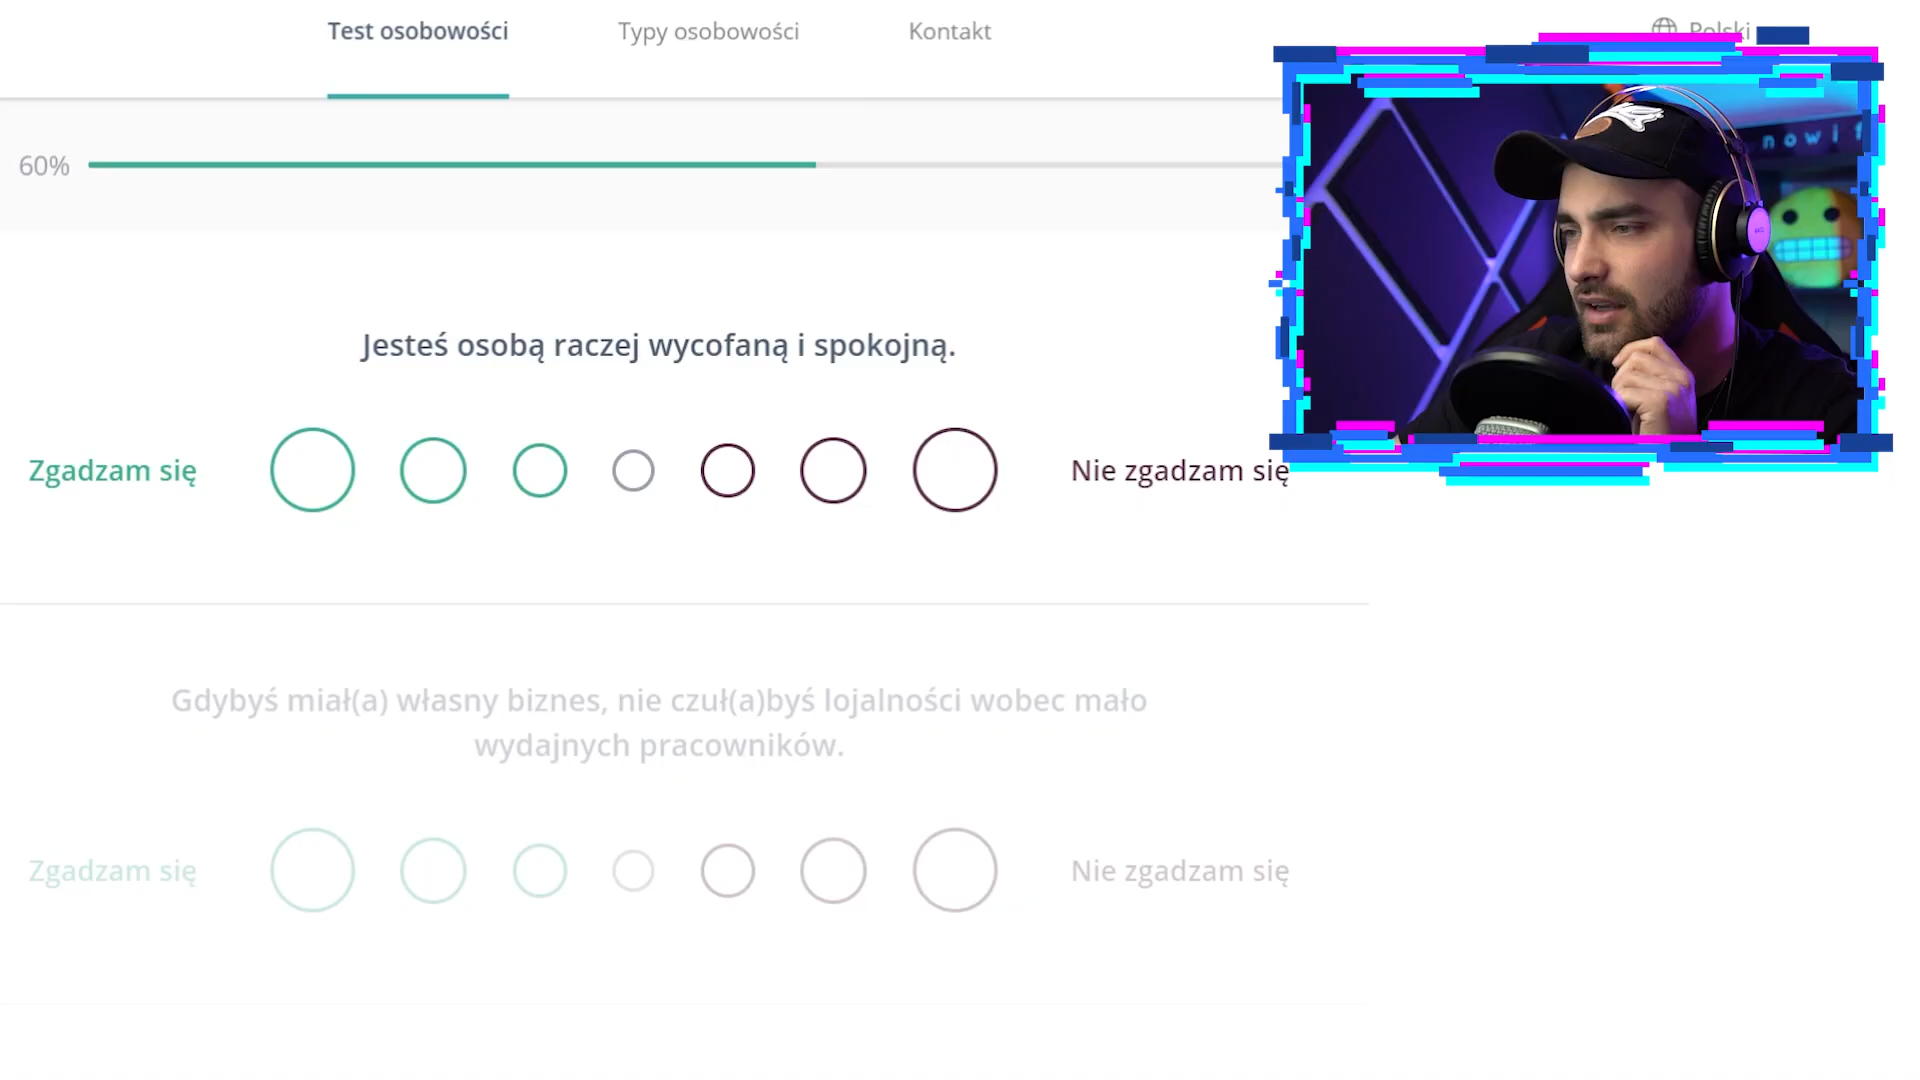 Test osobowości
Typy osobowości
Kontakt
Polski
60%
Jesteś osobą raczej wycofaną i spokojną.
Zgadzam się
Nie zgadzam się
Gdybyś miał(a) własny biznes, nie czuł(a)byś lojalności wobec mało
wydajnych pracowników.
Zgadzam się
Nie zgadzam się